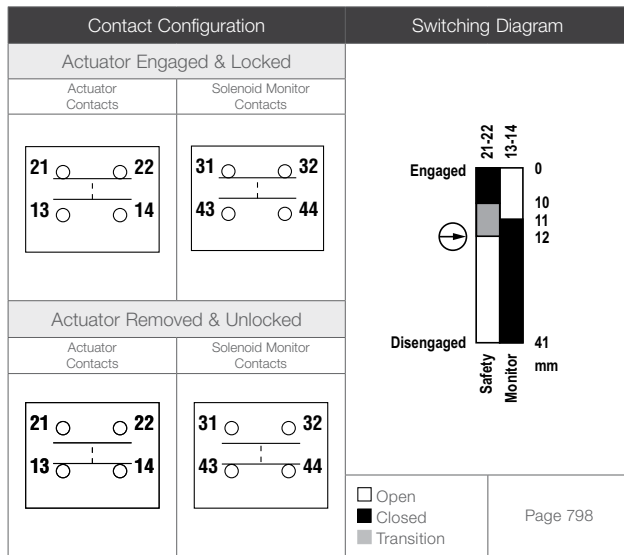 Contact Configuration
Switching Diagram
Actuator Engaged & Locked
Actuator
Contacts
Solenoid Monitor
Contacts
21 22
13 14
31 32
43 44
Actuator Removed & Unlocked
Actuator
Contacts
Solenoid Monitor
Contacts
21 22
13 14
31 32
43 44
21-22
13-14
Engaged
0
10
11
12
Disengaged
41
mm
Safety
Monitor
Open
Closed
Transition
Page 798